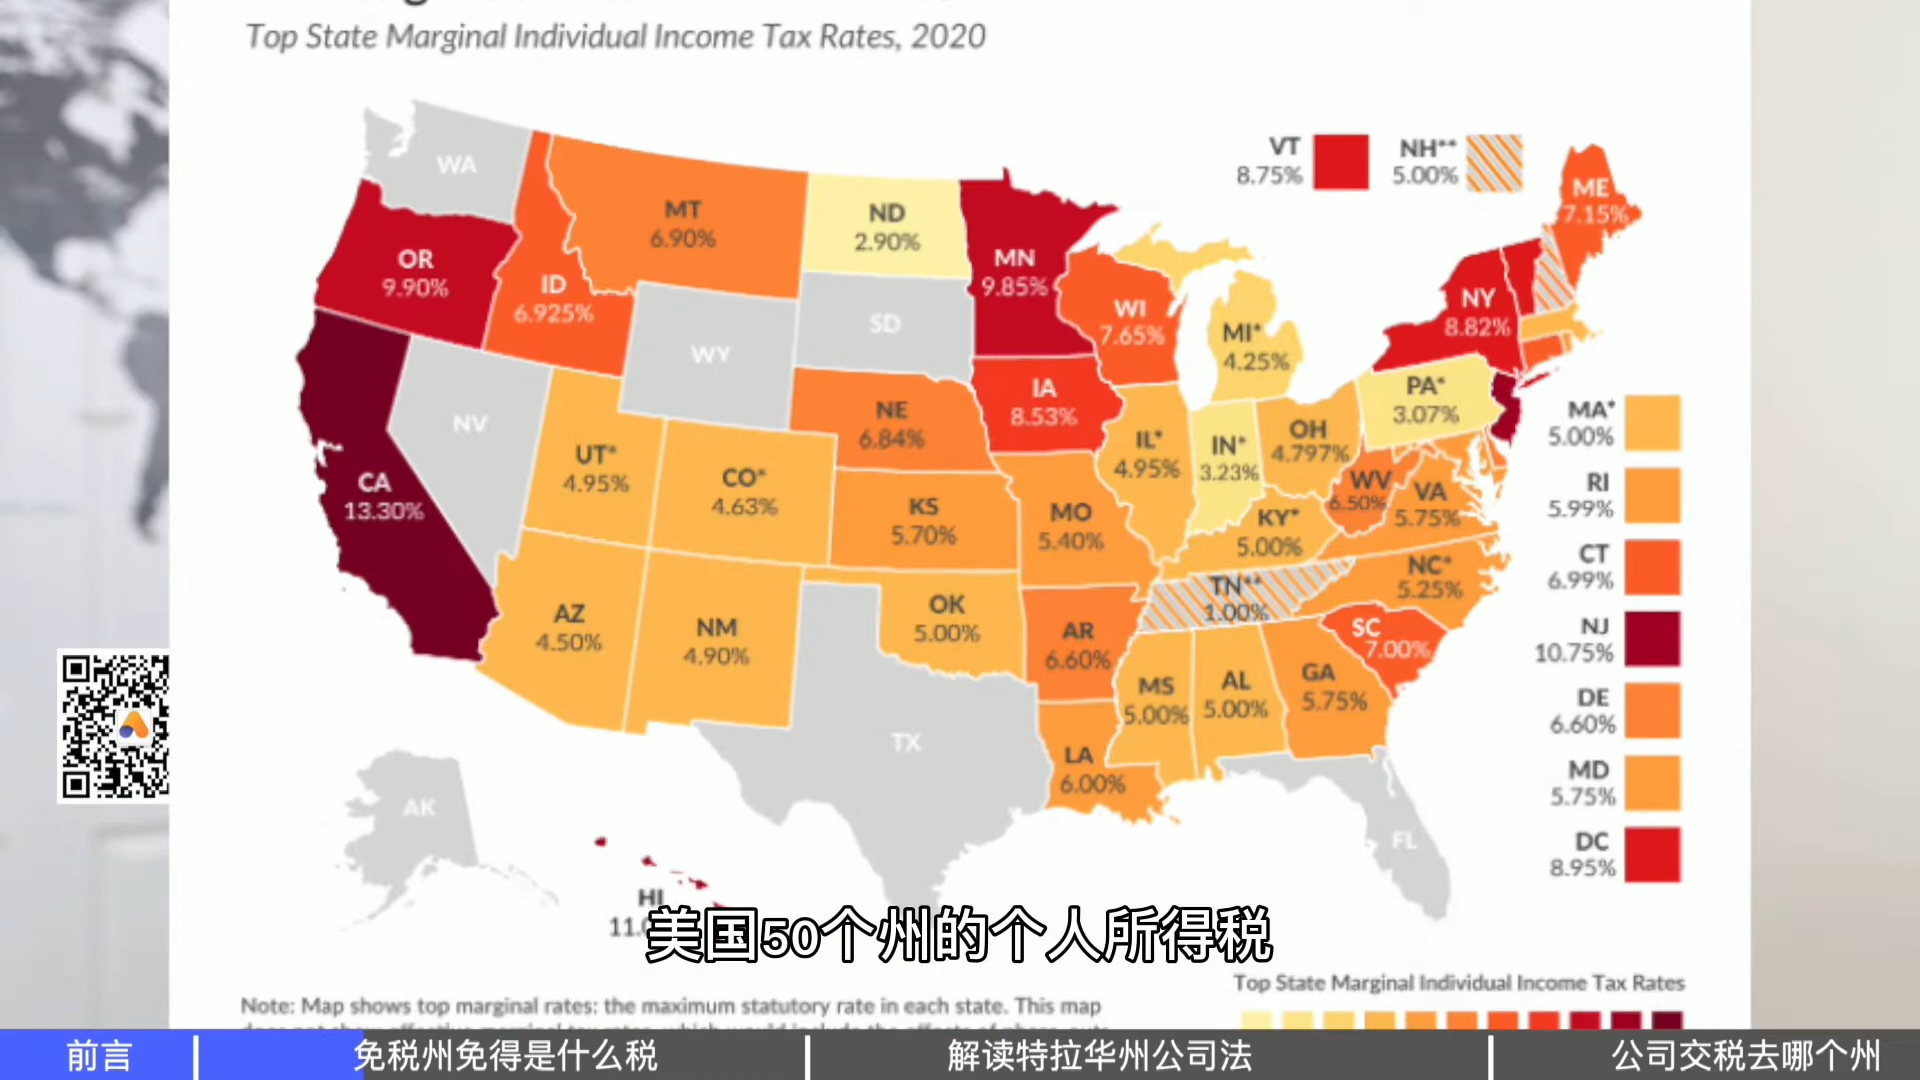 Top State Marginal Individual Income Tax Rates, 2020
WA
VT
8.75%
NH**
5.00%
ME
7.15%
MT
6.90%
ND
2.90%
OR
9.90%
ID
6.925%
MN
9.85%
WI
7.65%
NY
8.82%
SD
WY
MI*
4.25%
NV
NE
6.84%
IA
8.53%
PA*
3.07%
MA*
5.00%
UT*
4.95%
CO*
4.63%
IL*
4.95%
IN*
3.23%
OH
4.797%
WV
6.50%
VA
5.75%
RI
5.99%
CA
13.30%
KS
5.70%
MO
5.40%
KY*
5.00%
CT
6.99%
AZ
4.50%
NM
4.90%
OK
5.00%
AR
6.60%
TN**
1.00%
NC*
5.25%
SC
7.00%
NJ
10.75%
MS
5.00%
AL
5.00%
GA
5.75%
DE
6.60%
TX
LA
6.00%
MD
5.75%
AK
FL
DC
8.95%
HI
美国50个州的个人所得税
Top State Marginal Individual Income Tax Rates
Note: Map shows top marginal rates: the maximum statutory rate in each state. This map
前言
免税州免得是什么税
解读特拉华州公司法
公司交税去哪个州